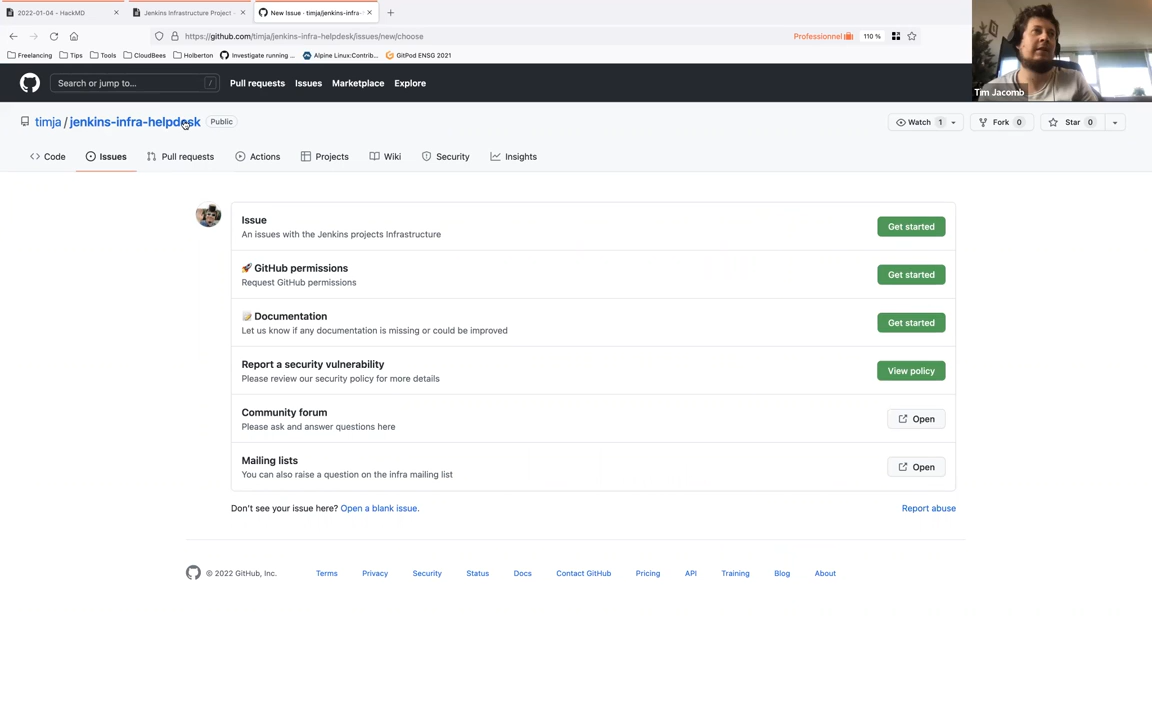 2022-01-04 - HackMD
Jenkins Infrastructure Project -
New Issue · timja/jenkins-infra-
https://github.com/timja/jenkins-infra-helpdesk/issues/new/choose
Professionnel
110 %
Freelancing
Tips
Tools
CloudBees
Holberton
Investigate running ...
Alpine Linux:Contrib...
GitPod ENSG 2021
Search or jump to...
/
Pull requests
Issues
Marketplace
Explore
Tim Jacomb
timja / jenkins-infra-helpdesk
Public
Watch 1
Fork 0
Star 0
Code
Issues
Pull requests
Actions
Projects
Wiki
Security
Insights
Issue
An issues with the Jenkins projects Infrastructure
Get started
GitHub permissions
Request GitHub permissions
Get started
Documentation
Let us know if any documentation is missing or could be improved
Get started
Report a security vulnerability
Please review our security policy for more details
View policy
Community forum
Please ask and answer questions here
Open
Mailing lists
You can also raise a question on the infra mailing list
Open
Don't see your issue here? Open a blank issue.
Report abuse
© 2022 GitHub, Inc.
Terms
Privacy
Security
Status
Docs
Contact GitHub
Pricing
API
Training
Blog
About